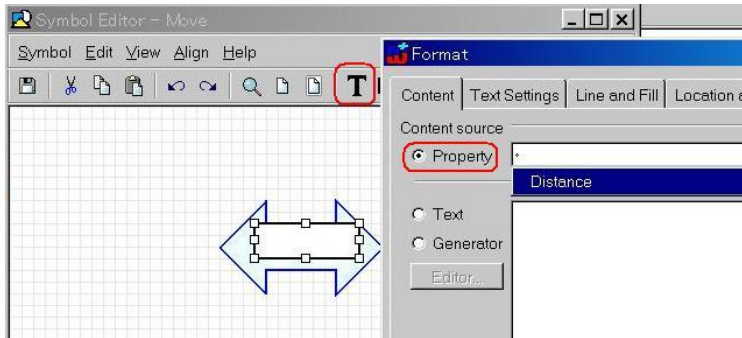 Symbol Editor - Move
Symbol Edit View Align Help
T
Format
Content Text Settings Line and Fill Location
Content source
Property
Distance
Text
Generator
Editor...